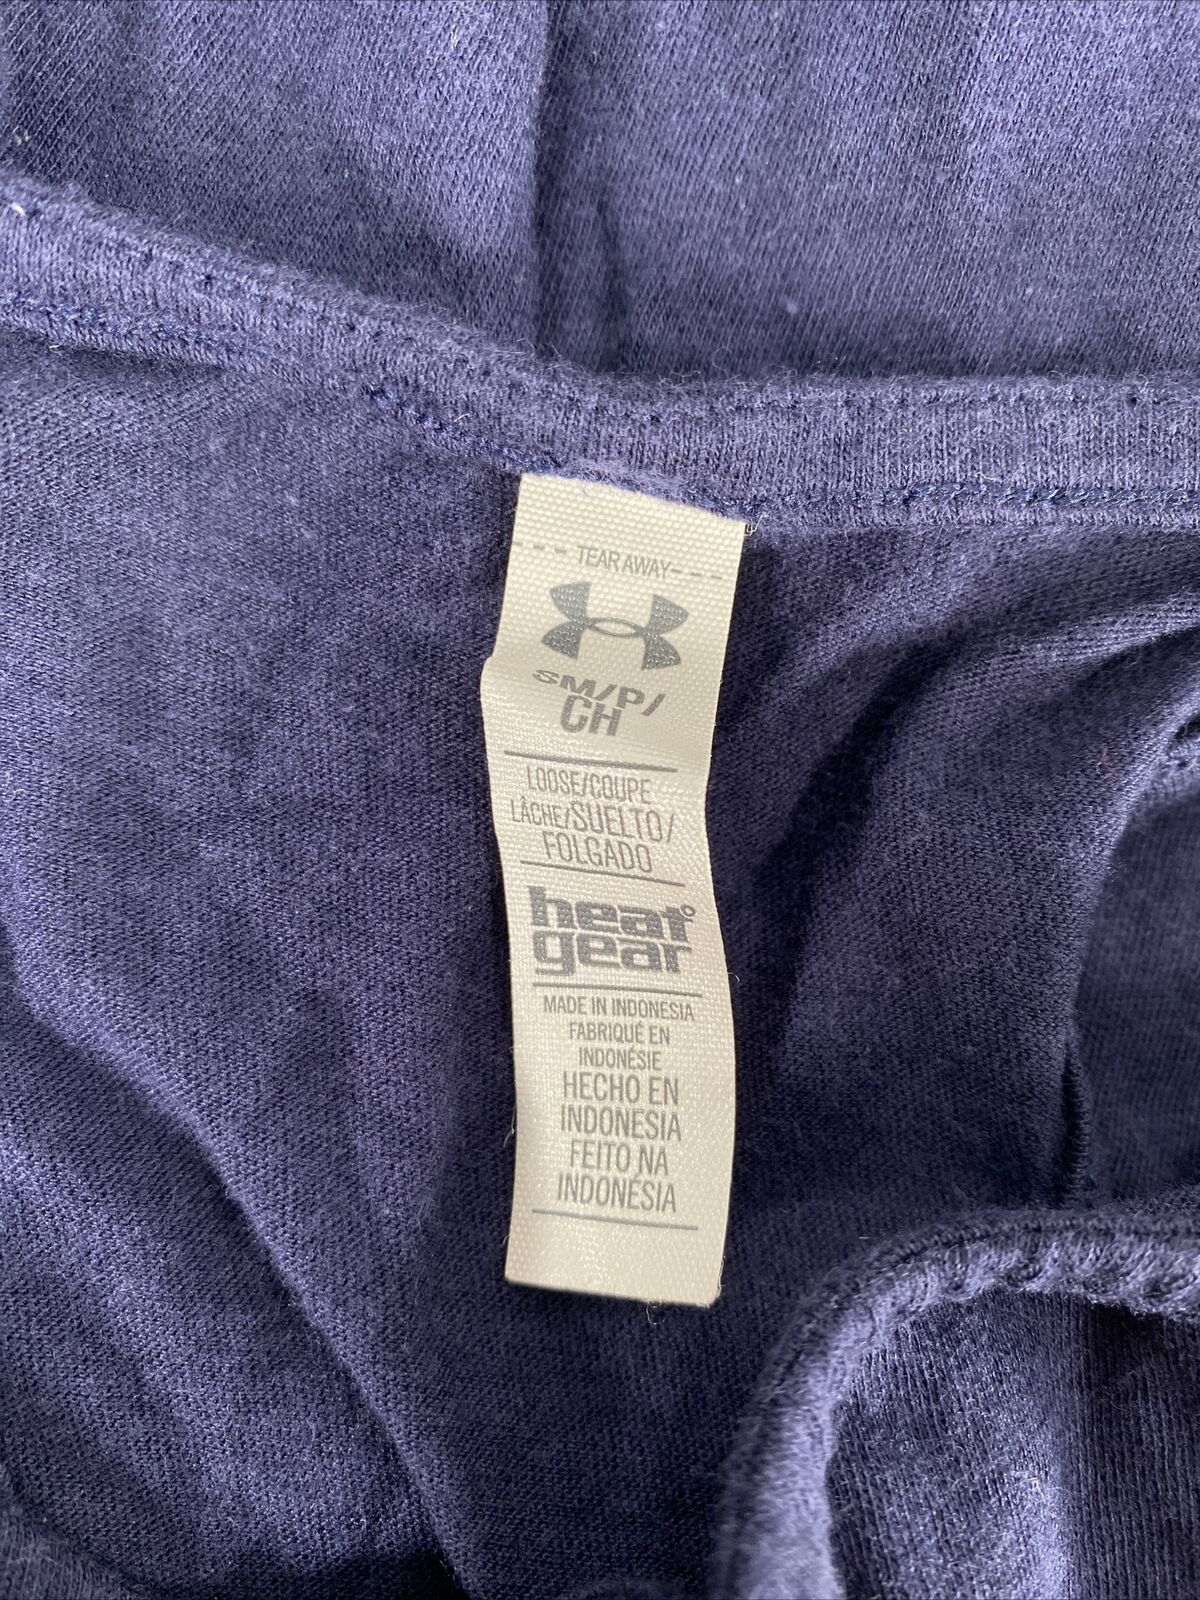 TEAR AWAY
SM/P/
CH
LOOSE/COUPE
LÂCHE/SUELTO/
FOLGADO
heat
gear
MADE IN INDONESIA
FABRIQUÉ EN
INDONÉSIE
HECHO EN
INDONESIA
FEITO NA
INDONÉSIA